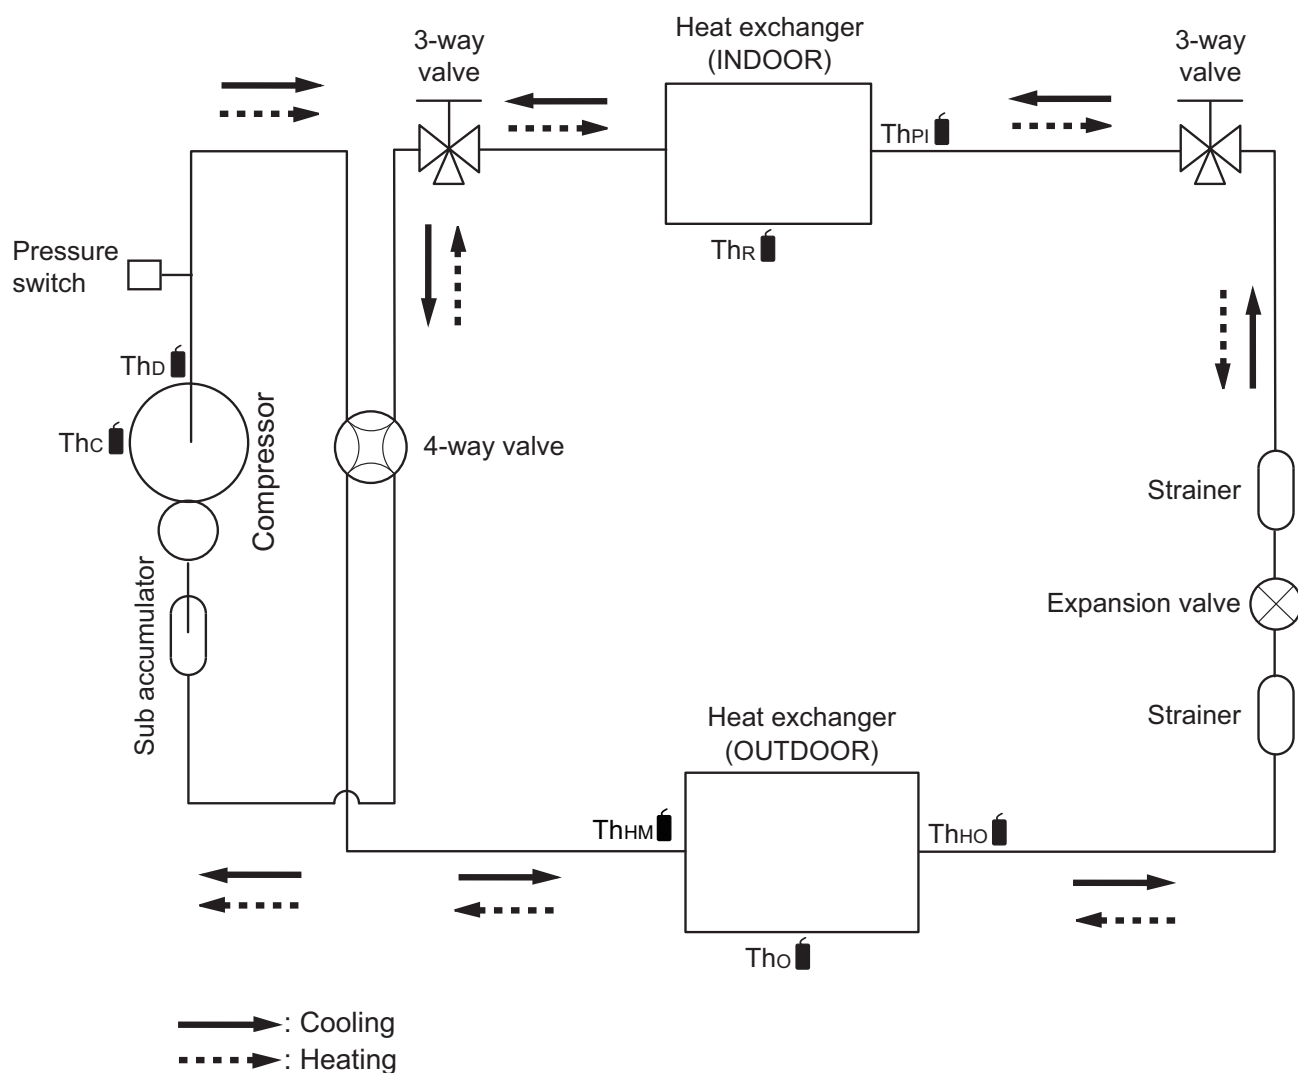 3-way
valve
Heat exchanger
(INDOOR)
3-way
valve
ThPI
ThR
Pressure
switch
ThD
ThC
Compressor
4-way valve
Strainer
Expansion valve
Sub accumulator
Strainer
Heat exchanger
(OUTDOOR)
ThHM
ThHO
ThO
: Cooling
: Heating